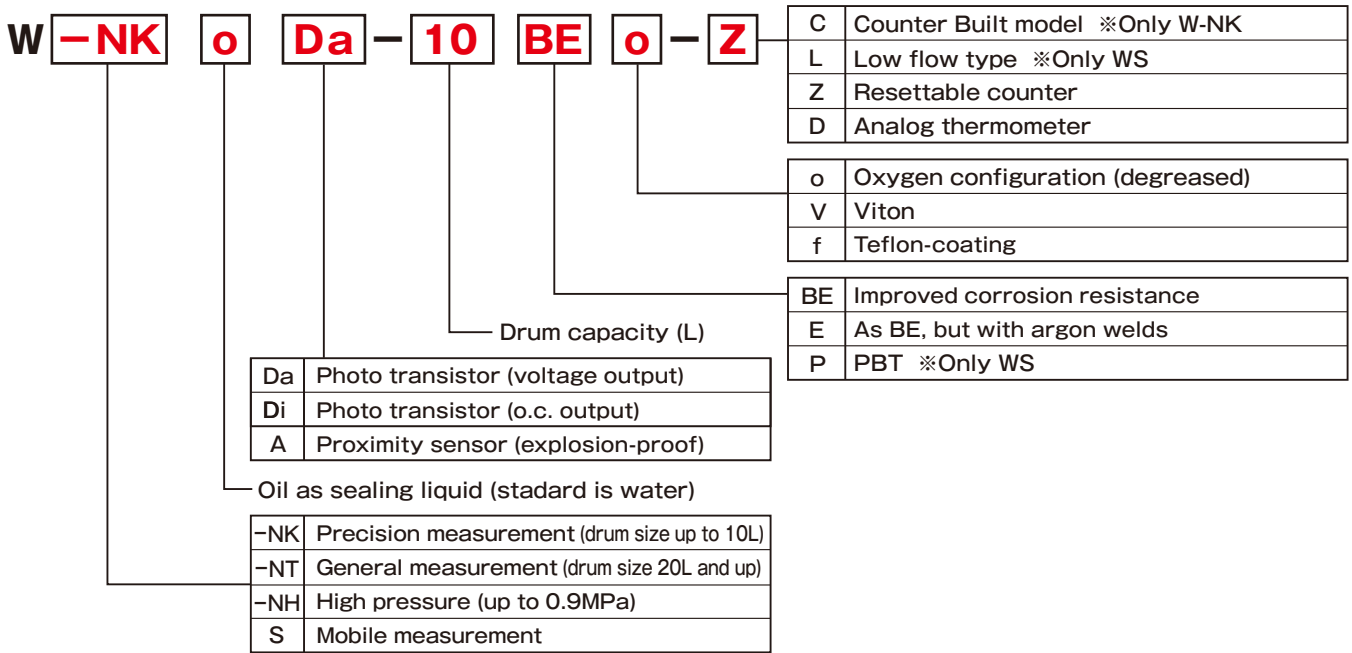 W -NK o Da - 10 BE o - Z
C Counter Built model ※Only W-NK
L Low flow type ※Only WS
Z Resettable counter
D Analog thermometer
o Oxygen configuration (degreased)
V Viton
f Teflon-coating
BE Improved corrosion resistance
E As BE, but with argon welds
P PBT ※Only WS
Drum capacity (L)
Da Photo transistor (voltage output)
Di Photo transistor (o.c. output)
A Proximity sensor (explosion-proof)
Oil as sealing liquid (stadard is water)
-NK Precision measurement (drum size up to 10L)
-NT General measurement (drum size 20L and up)
-NH High pressure (up to 0.9MPa)
S Mobile measurement